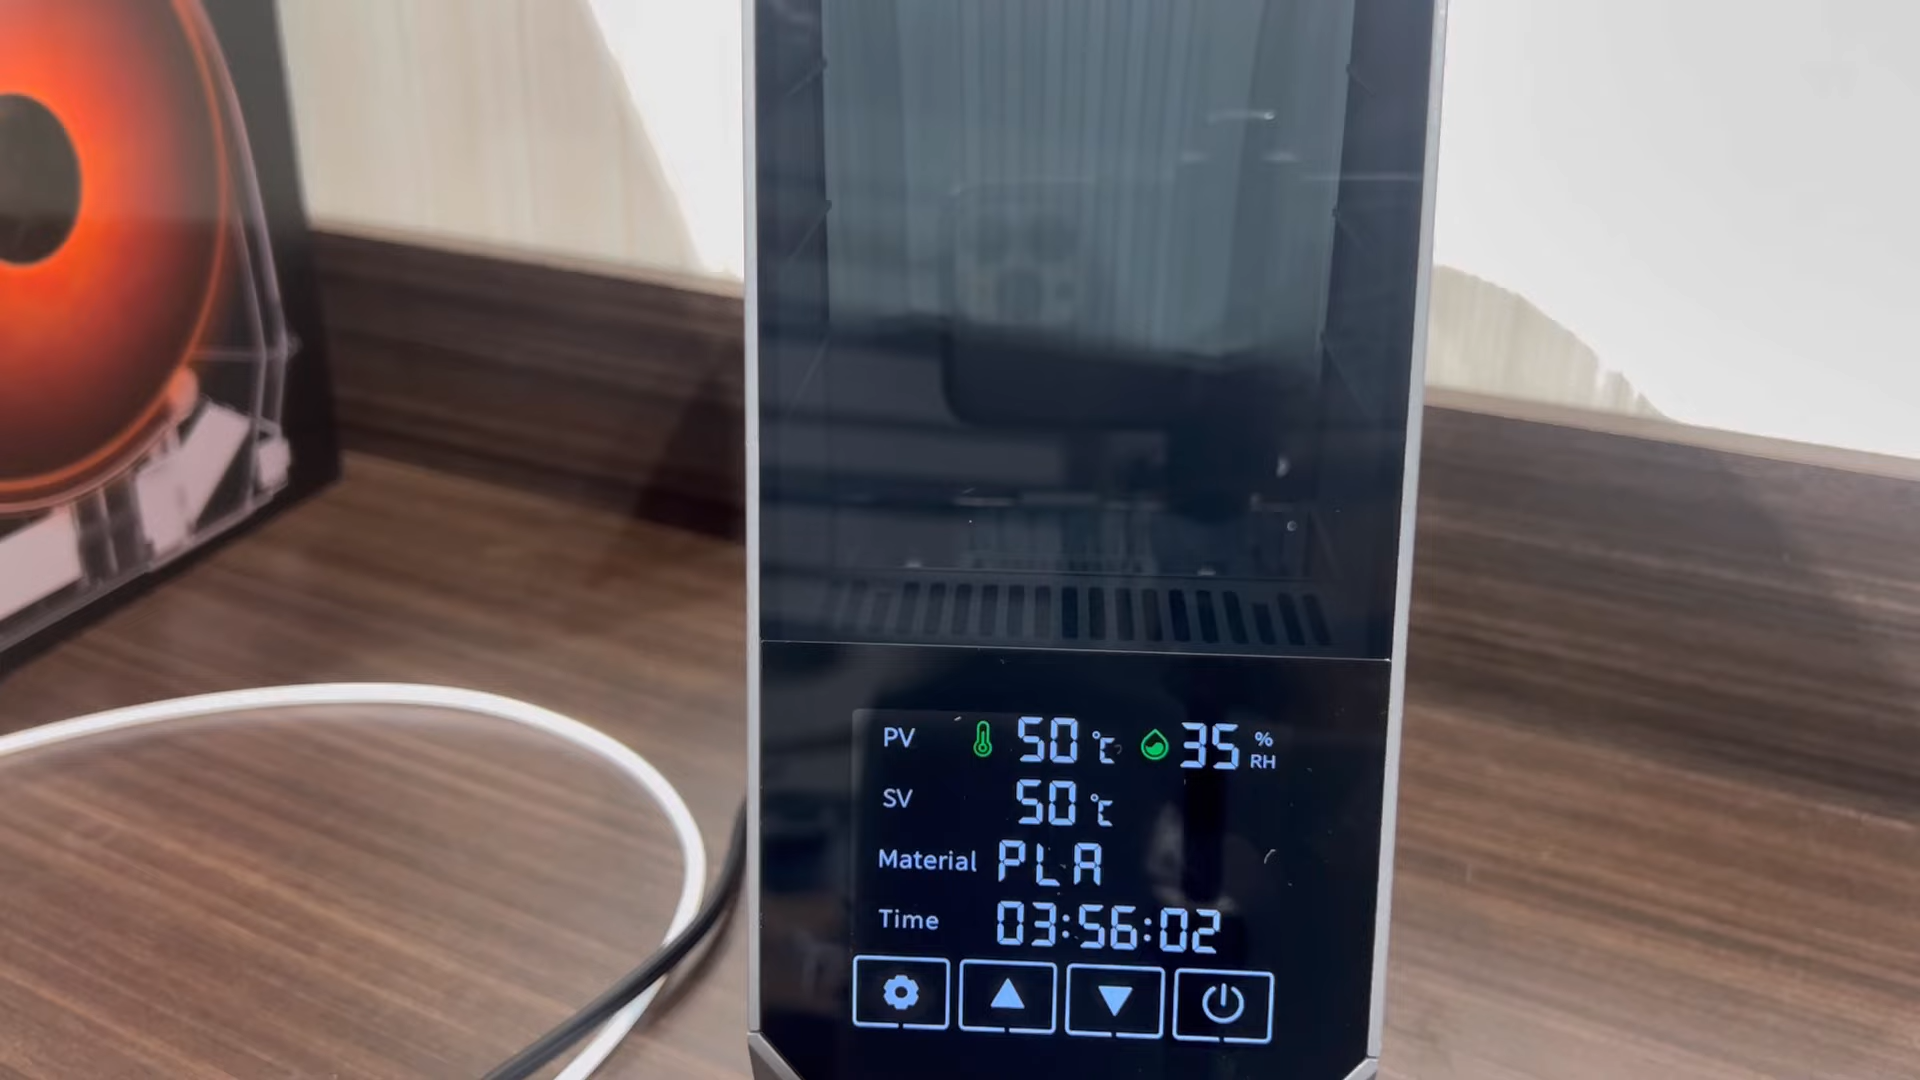 PV 50 ℃ 35 % RH
SV 50 ℃
Material PLA
Time 03:56:02